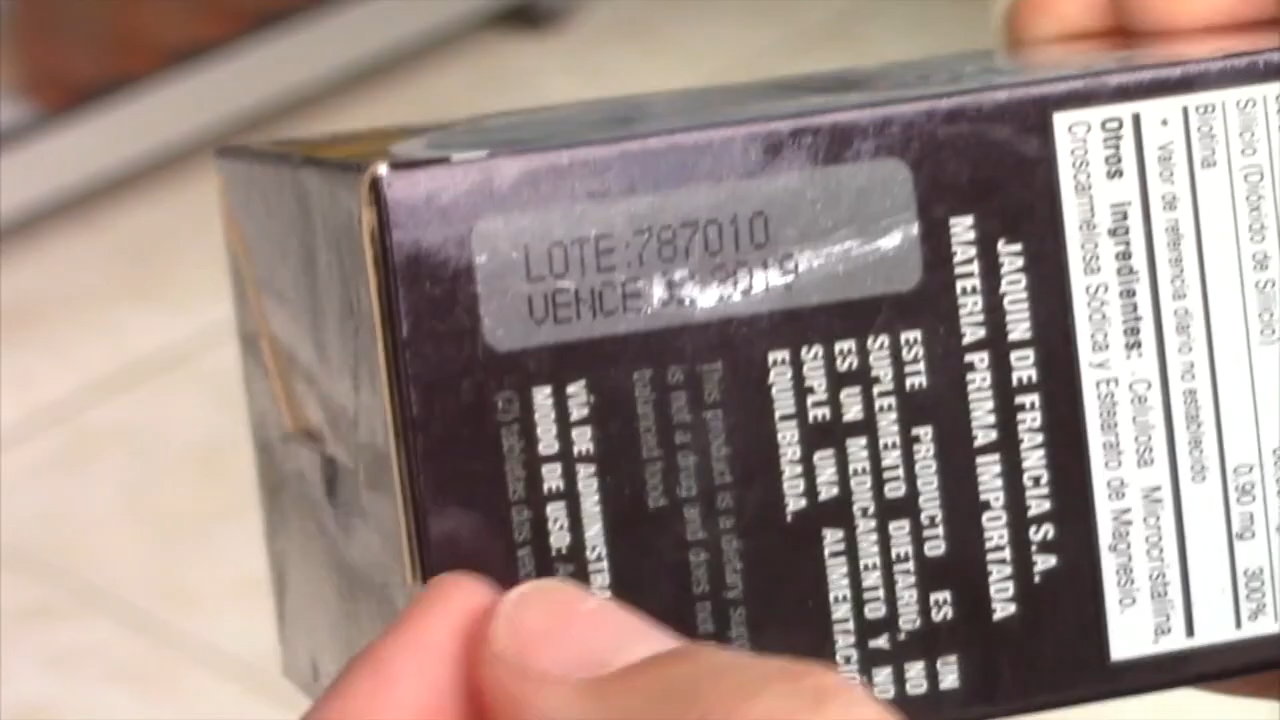 LOTE:787010
VENCE
Silicio (Dióxido de Silicio)
Biotina 0,90 mg 300%
* Valor de referencia diario no establecido
Otros Ingredientes: Celulosa Microcristalina,
Croscarmelosa Sódica y Estearato de Magnesio.
JAQUIN DE FRANCIA S.A.
MATERIA PRIMA IMPORTADA
ESTE PRODUCTO ES UN
SUPLEMENTO DIETARIO, NO
ES UN MEDICAMENTO Y NO
SUPLE UNA
EQUILIBRADA.
This product is a dietary
is not a drug and does not
balanced food
VÍA DE
MODO DE USO:
(2) tabletas dos